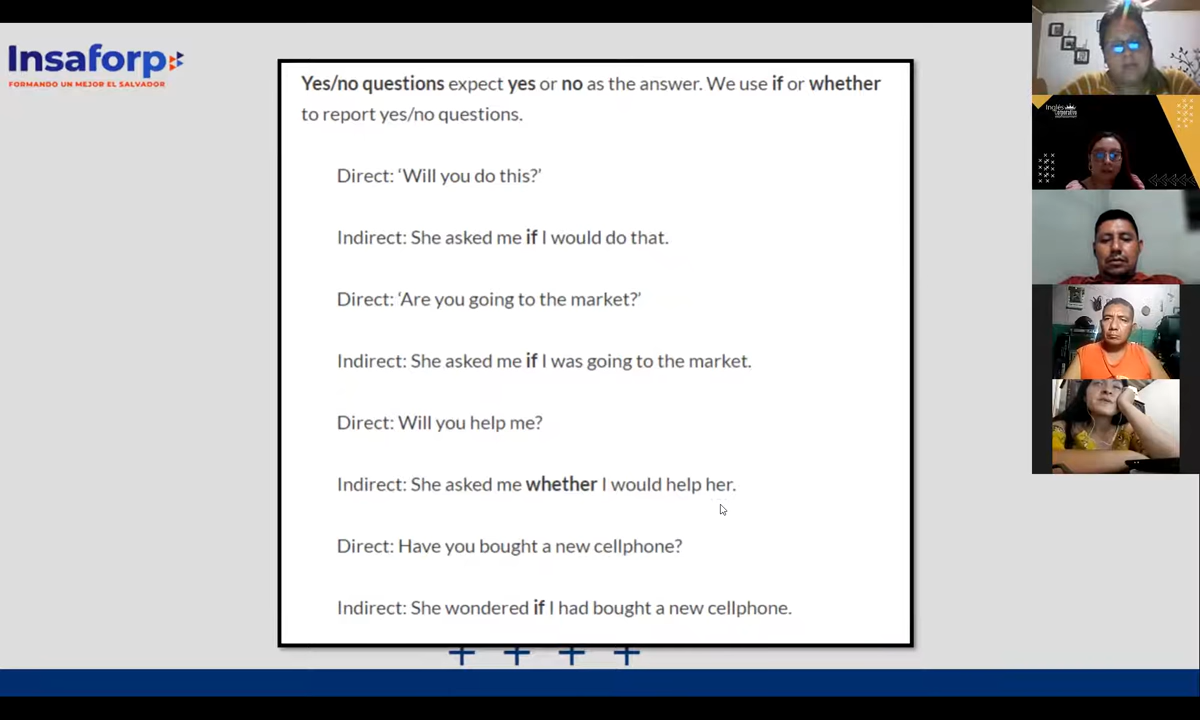 Insaforp
FORMANDO UN MEJOR EL SALVADOR
Yes/no questions expect yes or no as the answer. We use if or whether
to report yes/no questions.
Direct: ‘Will you do this?’
Indirect: She asked me if I would do that.
Direct: ‘Are you going to the market?’
Indirect: She asked me if I was going to the market.
Direct: Will you help me?
Indirect: She asked me whether I would help her.
Direct: Have you bought a new cellphone?
Indirect: She wondered if I had bought a new cellphone.
Inglés
Corporativo